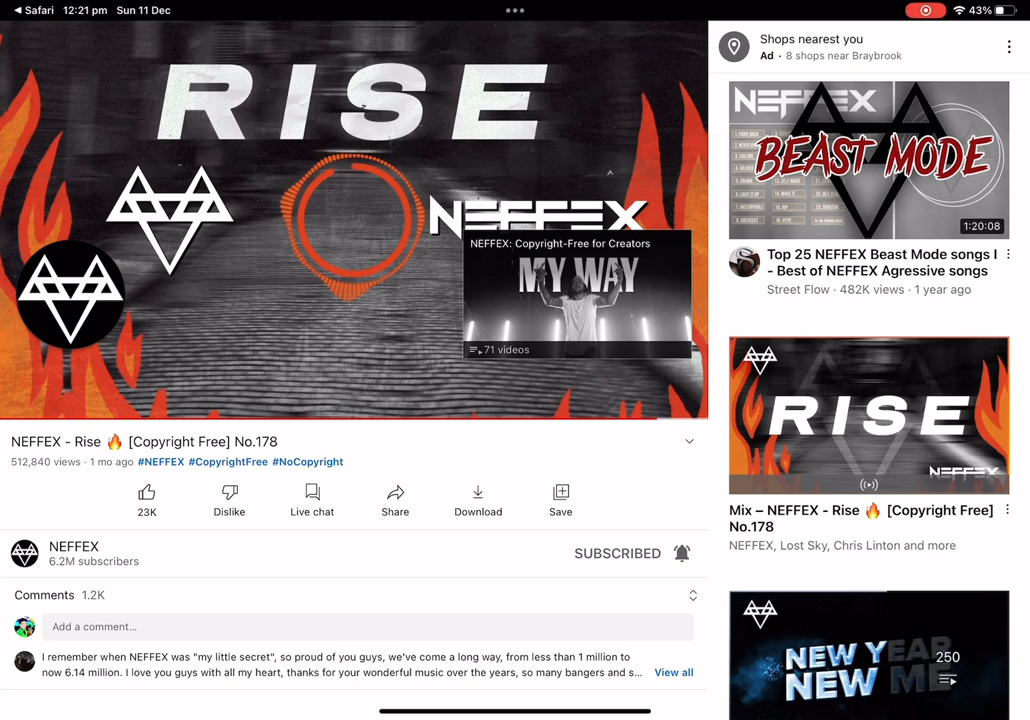 Safari 12:21 pm Sun 11 Dec
43%
RISE
NEFFEX
NEFFEX: Copyright-Free for Creators
MY WAY
71 videos
NEFFEX - Rise 🔥 [Copyright Free] No.178
512,840 views · 1 mo ago #NEFFEX #CopyrightFree #NoCopyright
23K
Dislike
Live chat
Share
Download
Save
NEFFEX
6.2M subscribers
SUBSCRIBED
Comments 1.2K
Add a comment...
I remember when NEFFEX was "my little secret", so proud of you guys, we've come a long way, from less than 1 million to
now 6.14 million. I love you guys with all my heart, thanks for your wonderful music over the years, so many bangers and s...
View all
Shops nearest you
Ad · 8 shops near Braybrook
NEFFEX
BEAST MODE
1:20:08
Top 25 NEFFEX Beast Mode songs I
- Best of NEFFEX Agressive songs
Street Flow · 482K views · 1 year ago
RISE
NEFFEX
Mix – NEFFEX - Rise 🔥 [Copyright Free]
No.178
NEFFEX, Lost Sky, Chris Linton and more
NEW YEAR
NEW ME
250